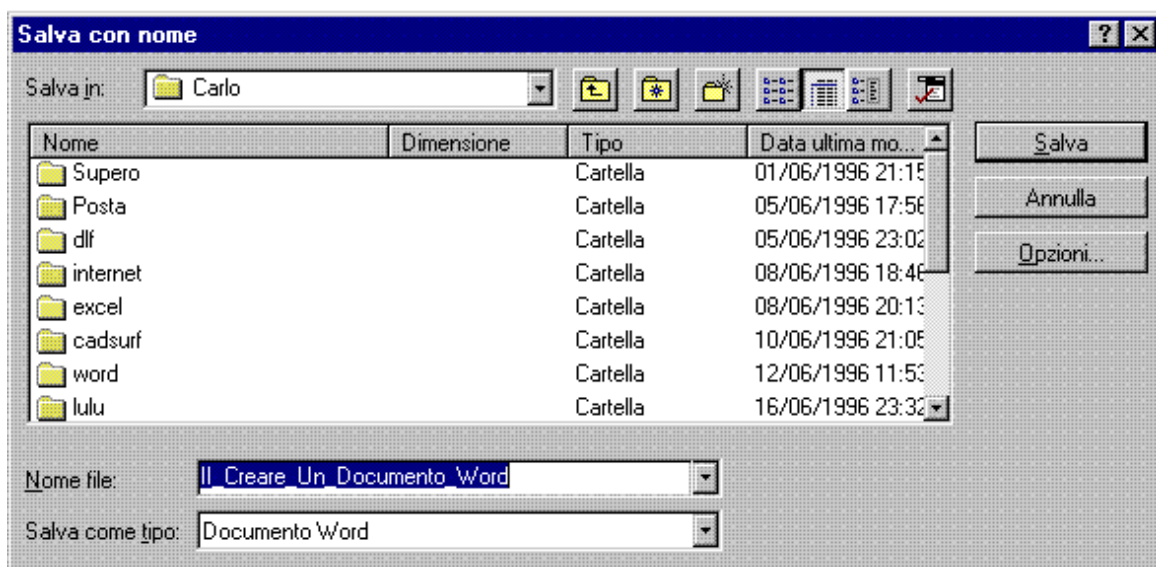 Salva con nome
Salva in: Carlo
Nome Dimensione Tipo Data ultima mo...
Supero Cartella 01/06/1996 21:15
Posta Cartella 05/06/1996 17:56
dlf Cartella 05/06/1996 23:02
internet Cartella 08/06/1996 18:46
excel Cartella 08/06/1996 20:13
cadsurf Cartella 10/06/1996 21:05
word Cartella 12/06/1996 11:53
lulu Cartella 16/06/1996 23:32
Salva
Annulla
Opzioni...
Nome file: II_Creare_Un_Documento_Word
Salva come tipo: Documento Word